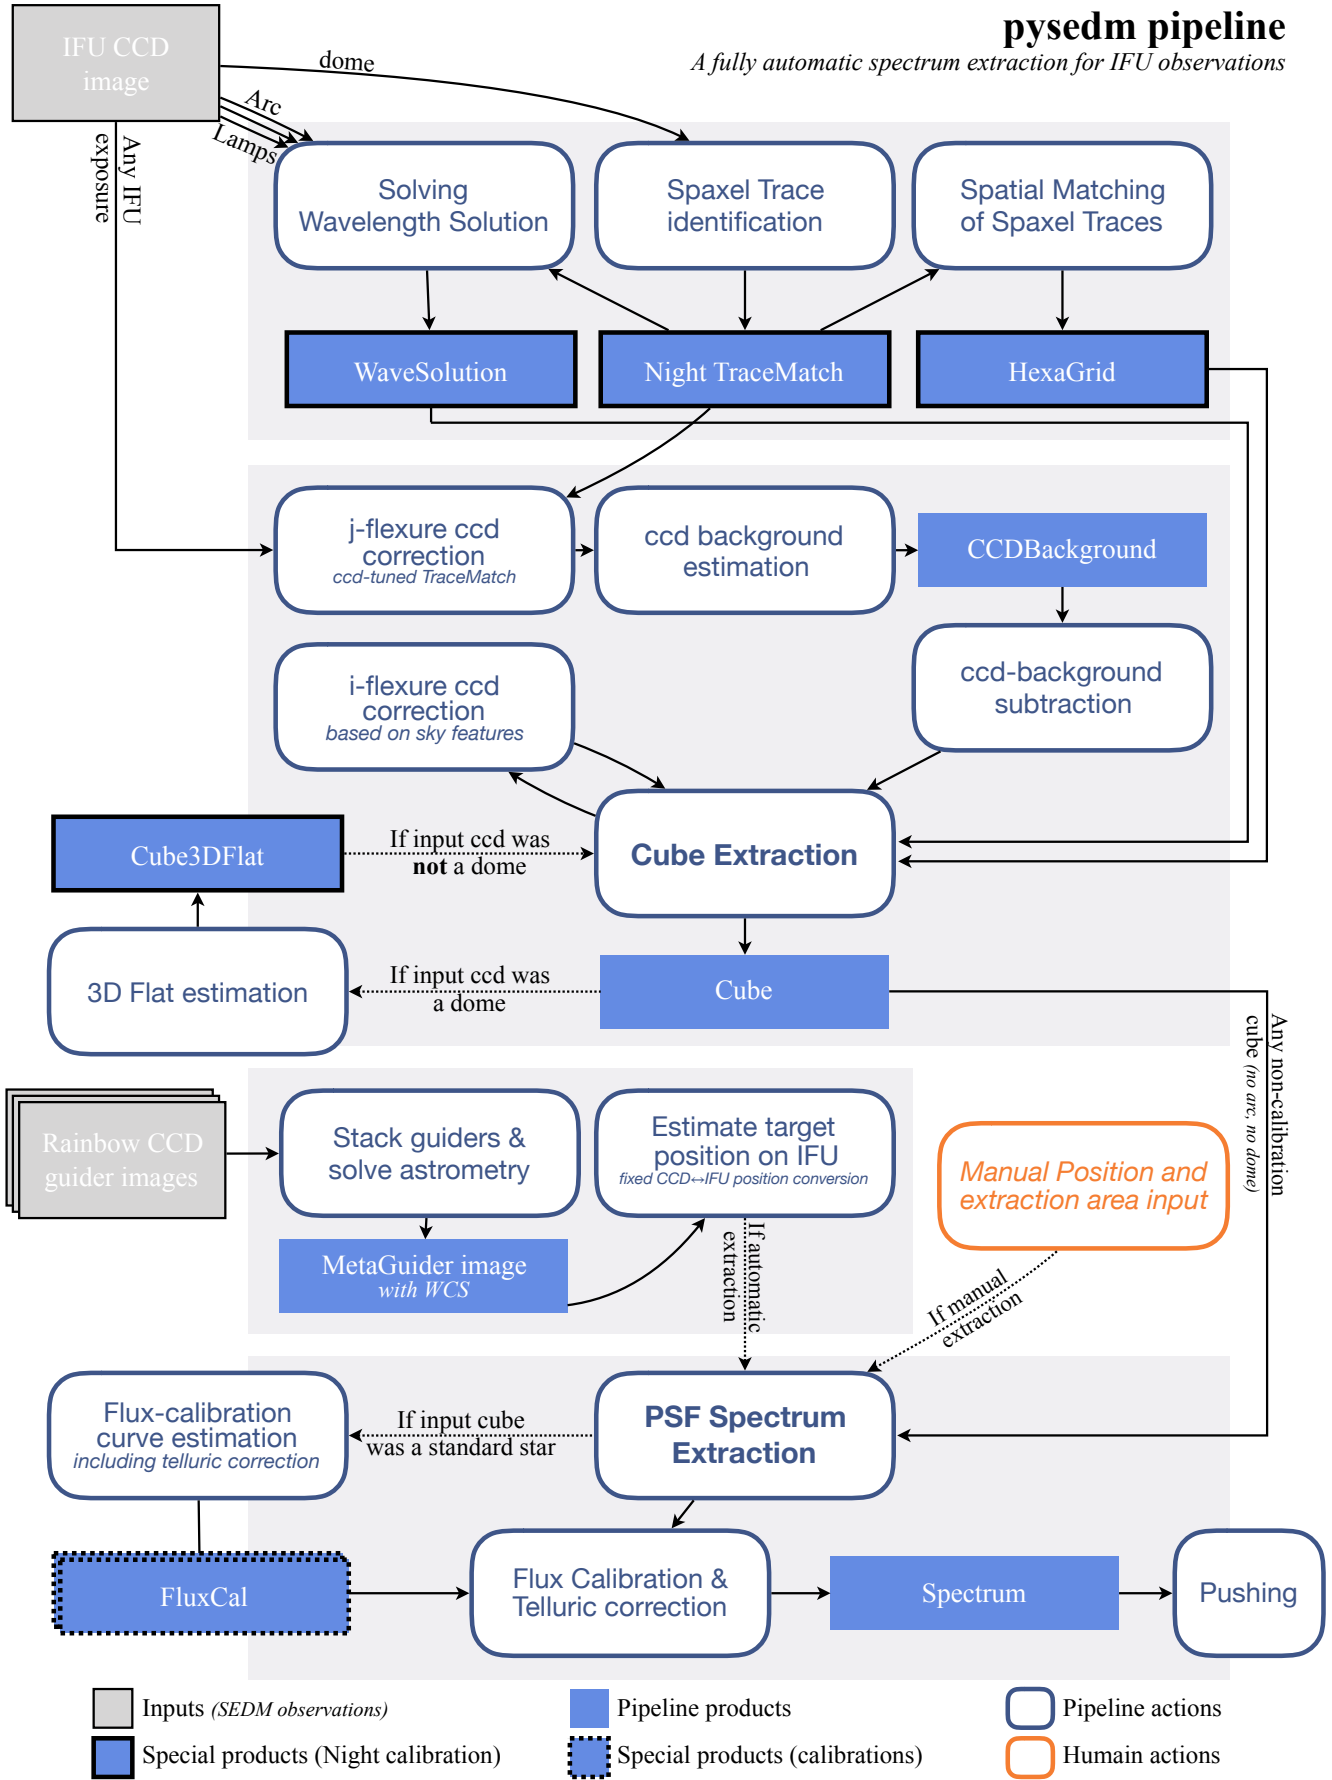 pysedm pipeline
A fully automatic spectrum extraction for IFU observations
IFU CCD
image
dome
Arc
Lamps
Any IFU
exposure
Solving
Wavelength Solution
Spaxel Trace
identification
Spatial Matching
of Spaxel Traces
WaveSolution
Night TraceMatch
HexaGrid
j-flexure ccd
correction
ccd-tuned TraceMatch
ccd background
estimation
CCDBackground
i-flexure ccd
correction
based on sky features
ccd-background
subtraction
Cube3DFlat
If input ccd was
not a dome
Cube Extraction
3D Flat estimation
If input ccd was
a dome
Cube
Any non-calibration
cube (no arc, no dome)
Rainbow CCD
guider images
Stack guiders &
solve astrometry
Estimate target
position on IFU
fixed CCD↔IFU position conversion
Manual Position and
extraction area input
MetaGuider image
with WCS
If automatic
extraction
If manual
extraction
Flux-calibration
curve estimation
including telluric correction
If input cube
was a standard star
PSF Spectrum
Extraction
FluxCal
Flux Calibration &
Telluric correction
Spectrum
Pushing
Inputs (SEDM observations)
Pipeline products
Pipeline actions
Special products (Night calibration)
Special products (calibrations)
Humain actions